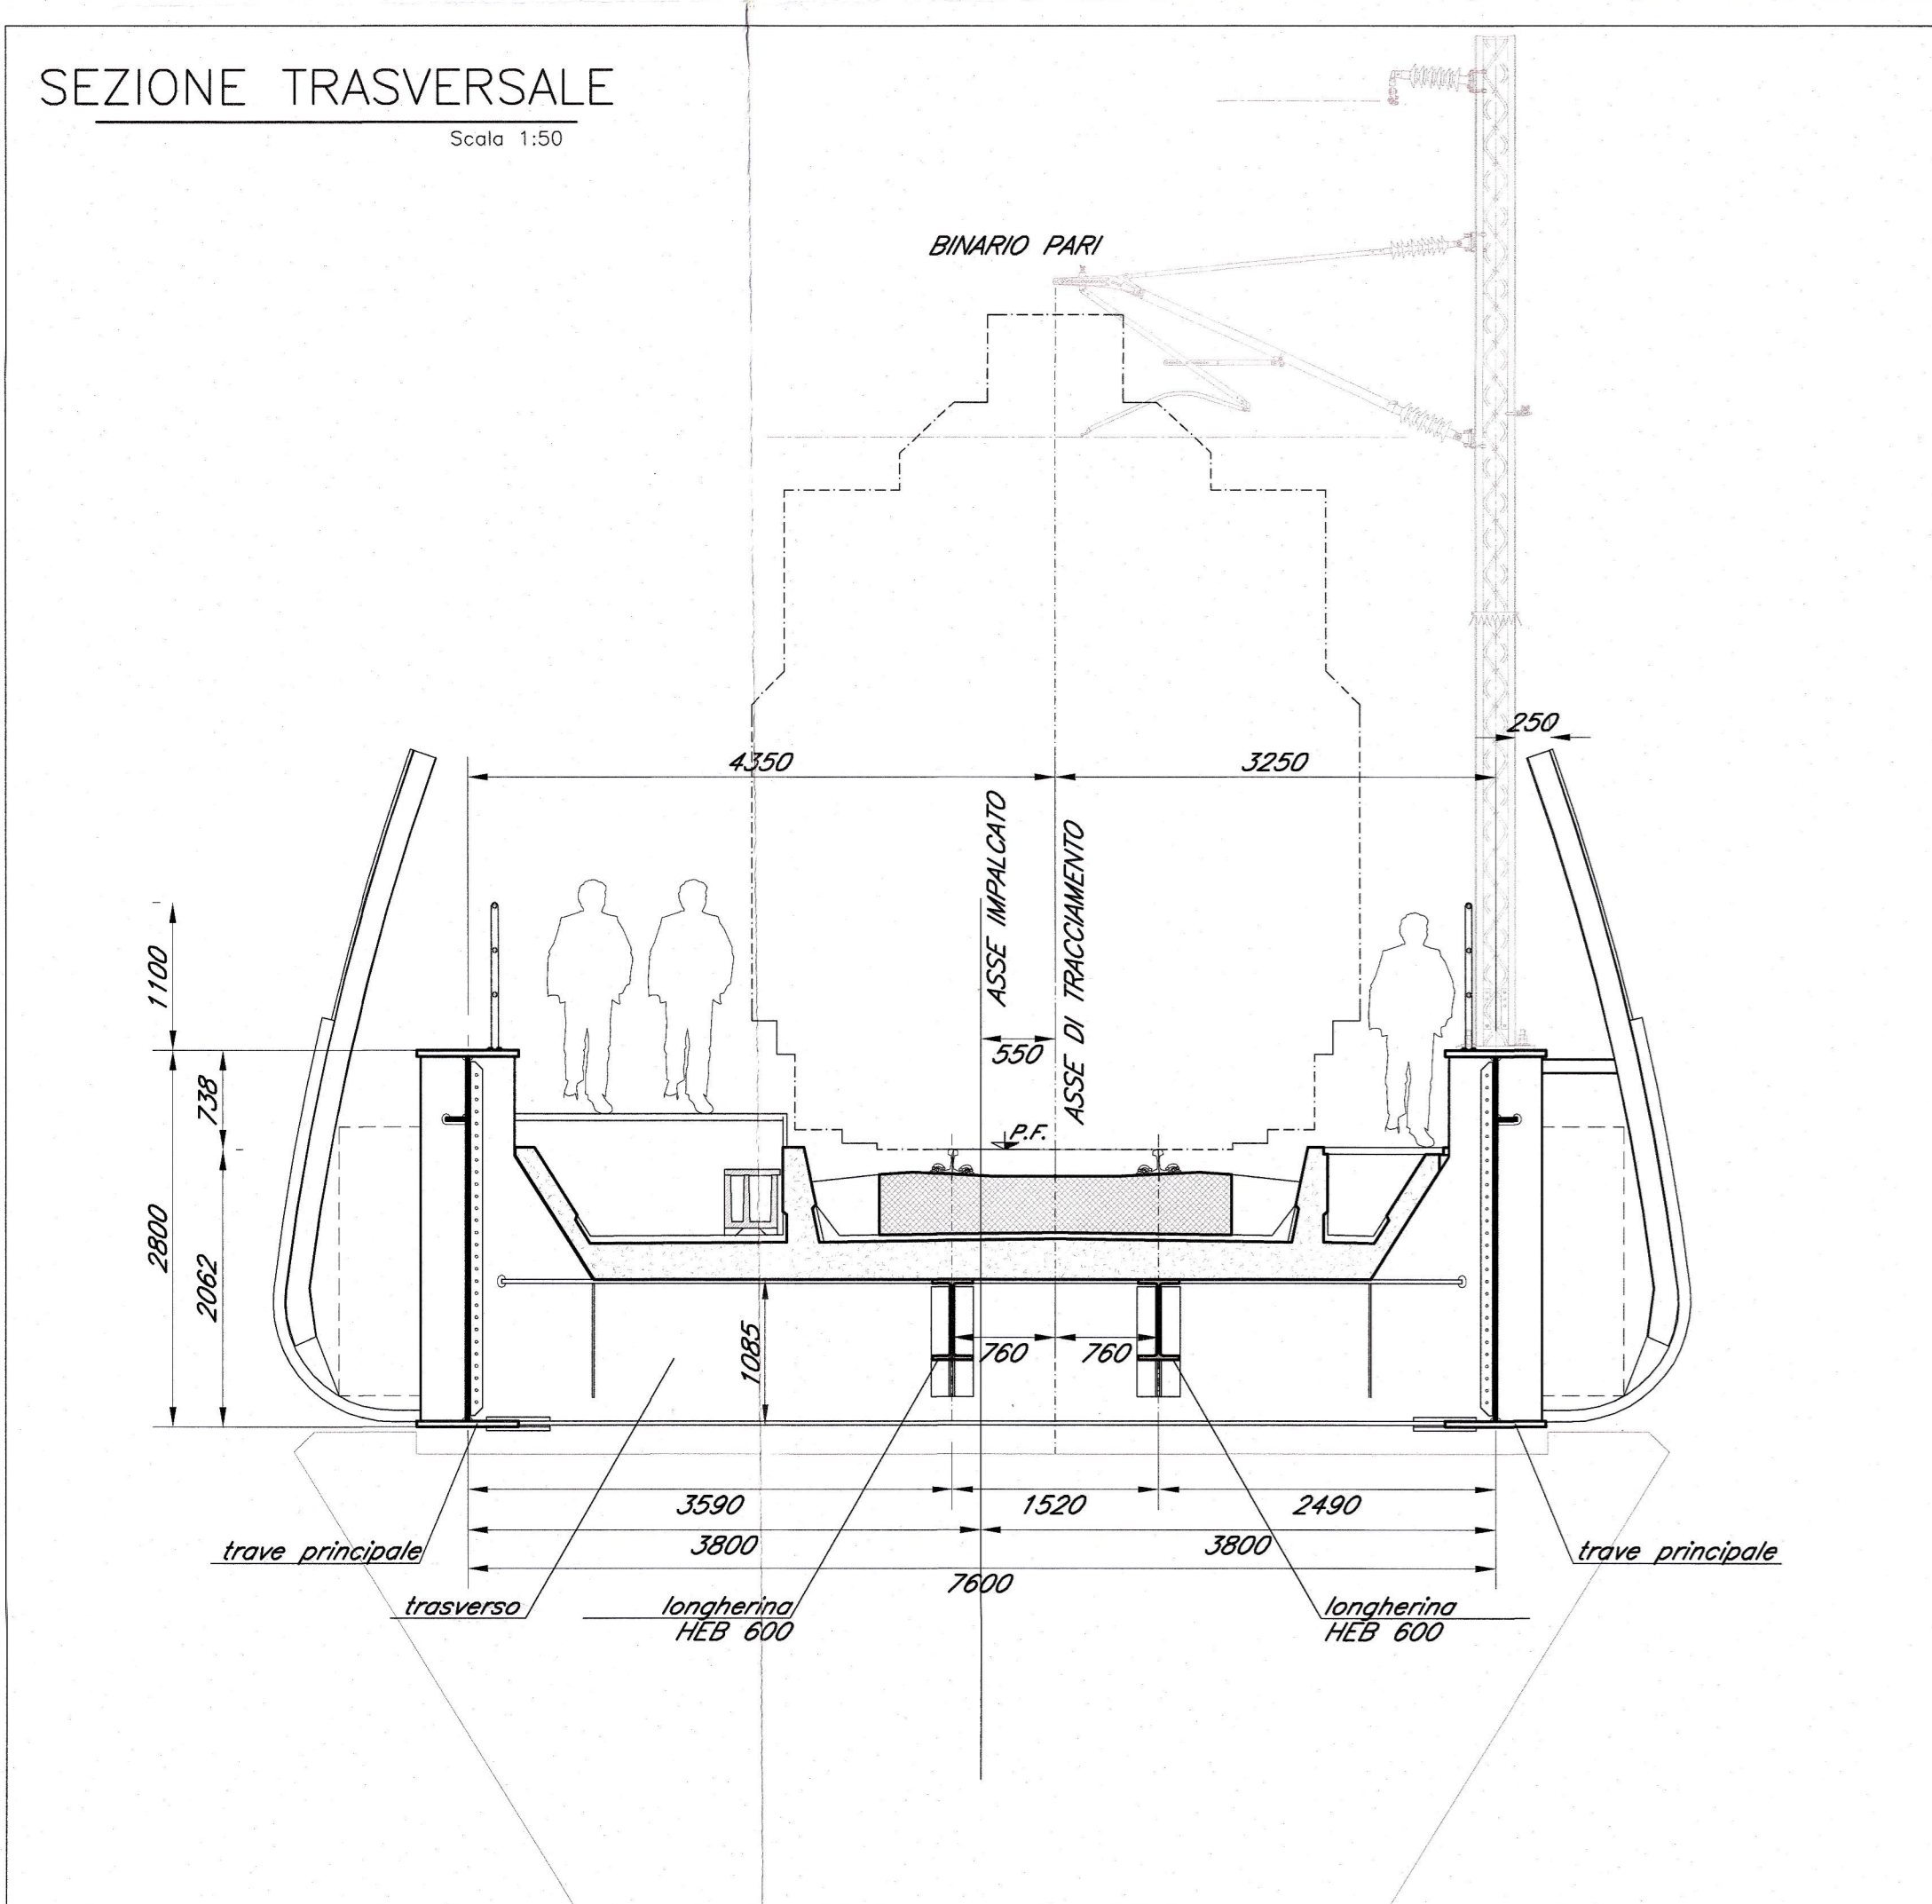 SEZIONE TRASVERSALE
Scala 1:50
BINARIO PARI
250
4350
3250
ASSE IMPALCATO
ASSE DI TRACCIAMENTO
1100
550
738
P.F.
2800
2062
1085
760
760
3590
1520
2490
3800
3800
7600
trave principale
trave principale
trasverso
longherina
HEB 600
longherina
HEB 600